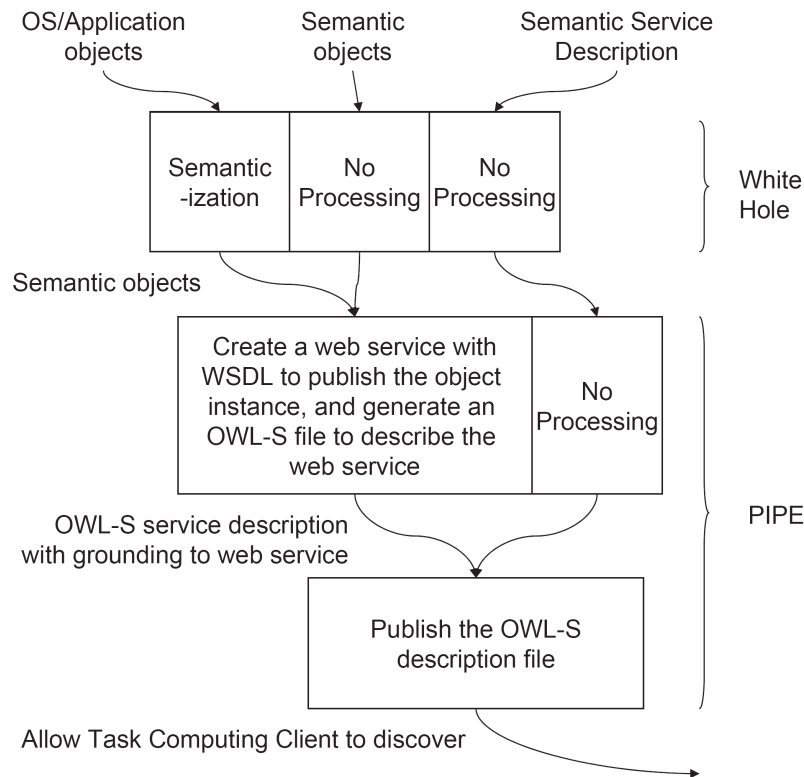 OS/Application
objects
Semantic
objects
Semantic Service
Description
Semantic
-ization
No
Processing
No
Processing
White
Hole
Semantic objects
Create a web service with
WSDL to publish the object
instance, and generate an
OWL-S file to describe the
web service
No
Processing
PIPE
OWL-S service description
with grounding to web service
Publish the OWL-S
description file
Allow Task Computing Client to discover